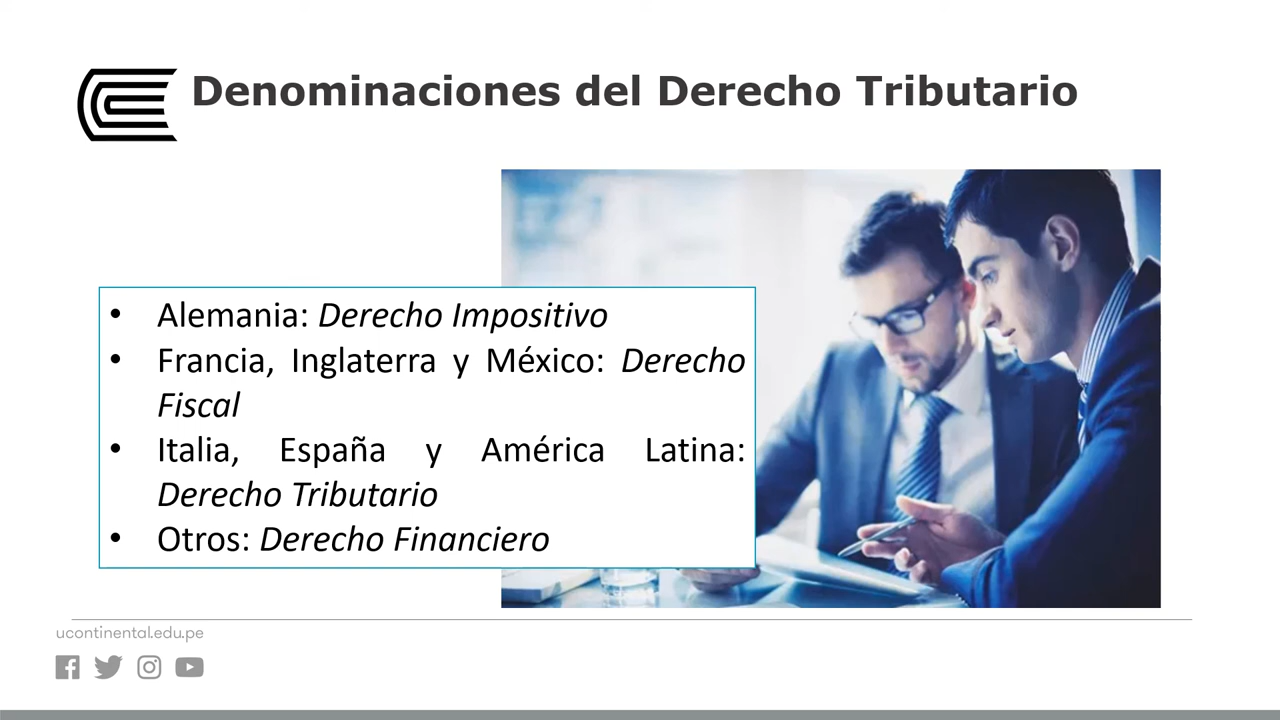 Denominaciones del Derecho Tributario
• Alemania: Derecho Impositivo
• Francia, Inglaterra y México: Derecho
Fiscal
• Italia, España y América Latina:
Derecho Tributario
• Otros: Derecho Financiero
ucontinental.edu.pe